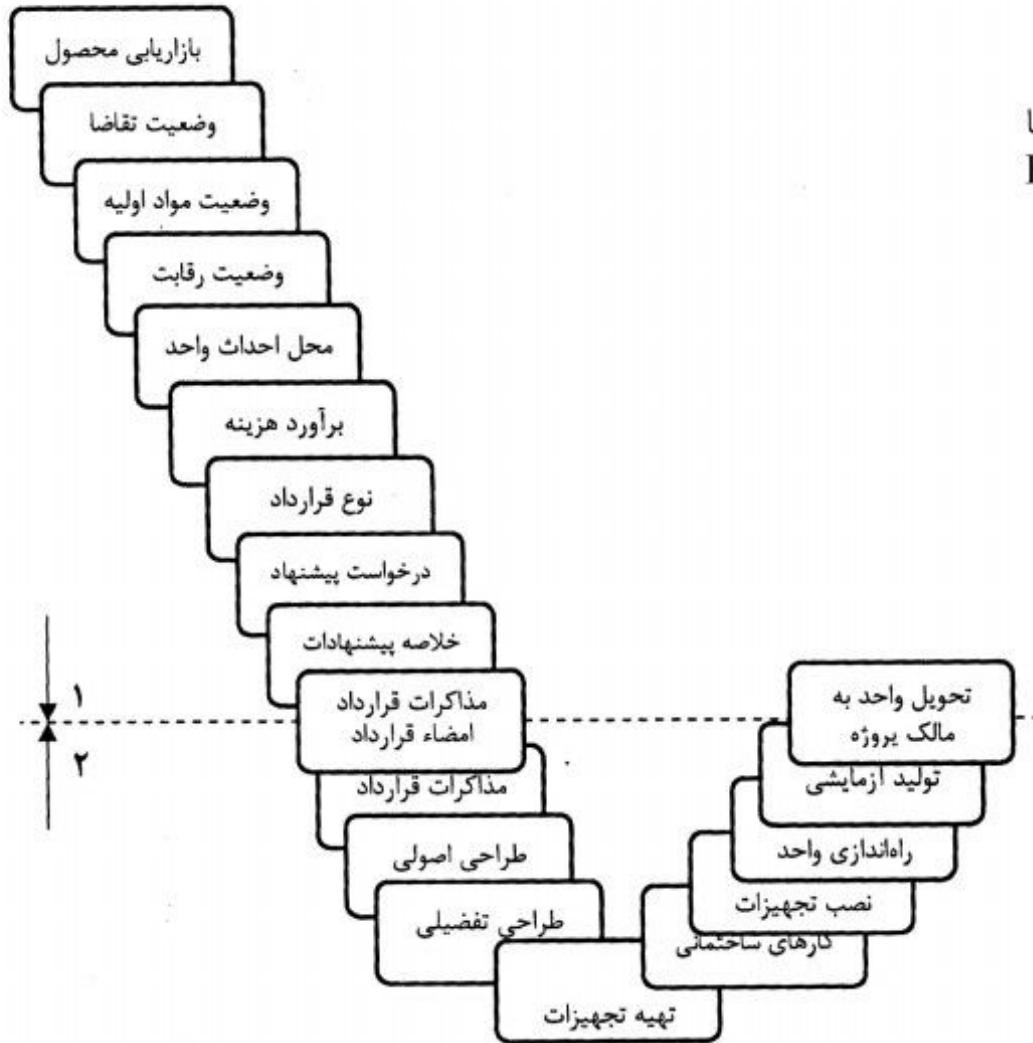 بازاریابی محصول
وضعیت تقاضا
وضعیت مواد اولیه
وضعیت رقابت
محل احداث واحد
برآورد هزینه
نوع قرارداد
درخواست پیشنهاد
خلاصه پیشنهادات
۱
مذاکرات قرارداد
امضاء قرارداد
۲
مذاکرات قرارداد
طراحی اصولی
طراحی تفضیلی
تهیه تجهیزات
کارهای ساختمانی
نصب تجهیزات
راه‌اندازی واحد
تولید آزمایشی
تحویل واحد به
مالک پروژه